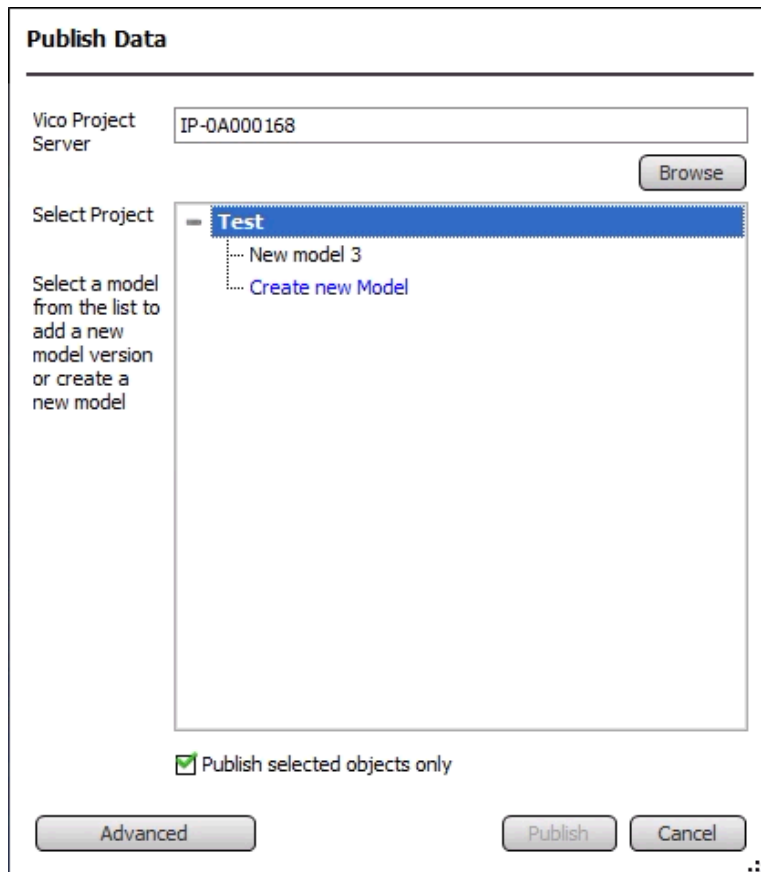 Publish Data
Vico Project
Server
IP-0A000168
Browse
Select Project
Test
New model 3
Create new Model
Select a model
from the list to
add a new
model version
or create a
new model
Publish selected objects only
Advanced
Publish
Cancel